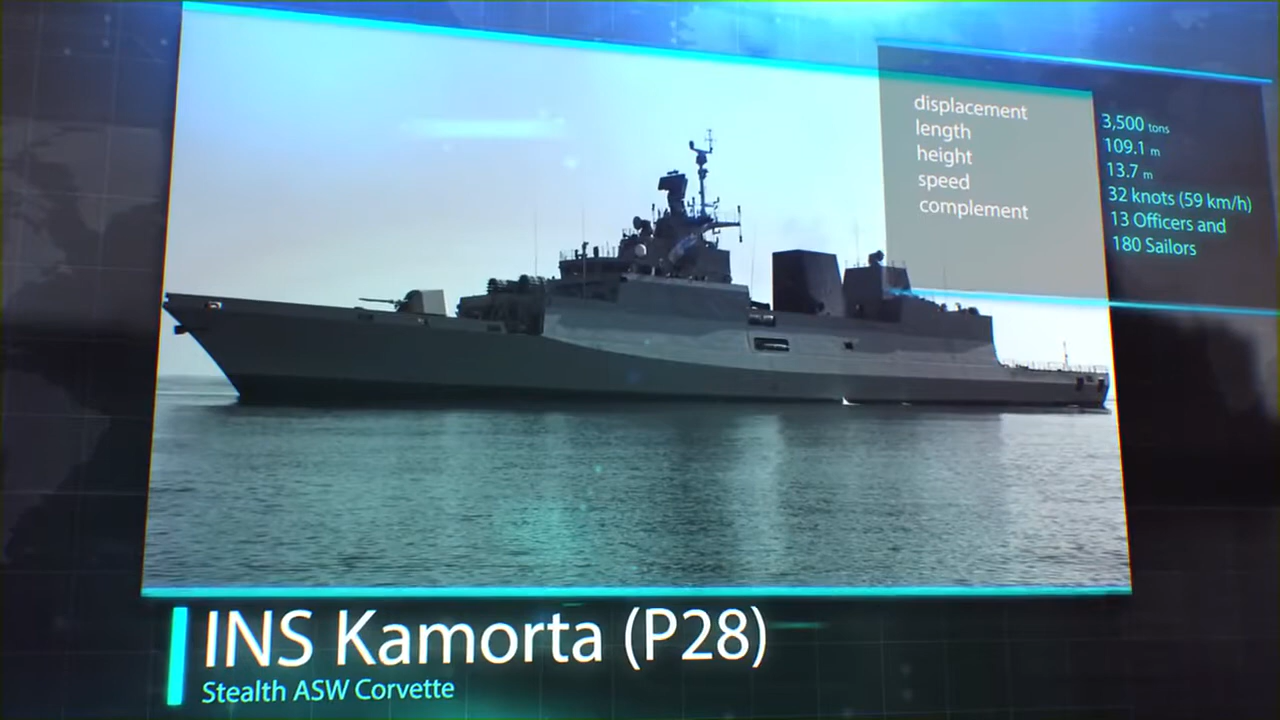 displacement
length
height
speed
complement
3,500 tons
109.1 m
13.7 m
32 knots (59 km/h)
13 Officers and
180 Sailors
INS Kamorta (P28)
Stealth ASW Corvette